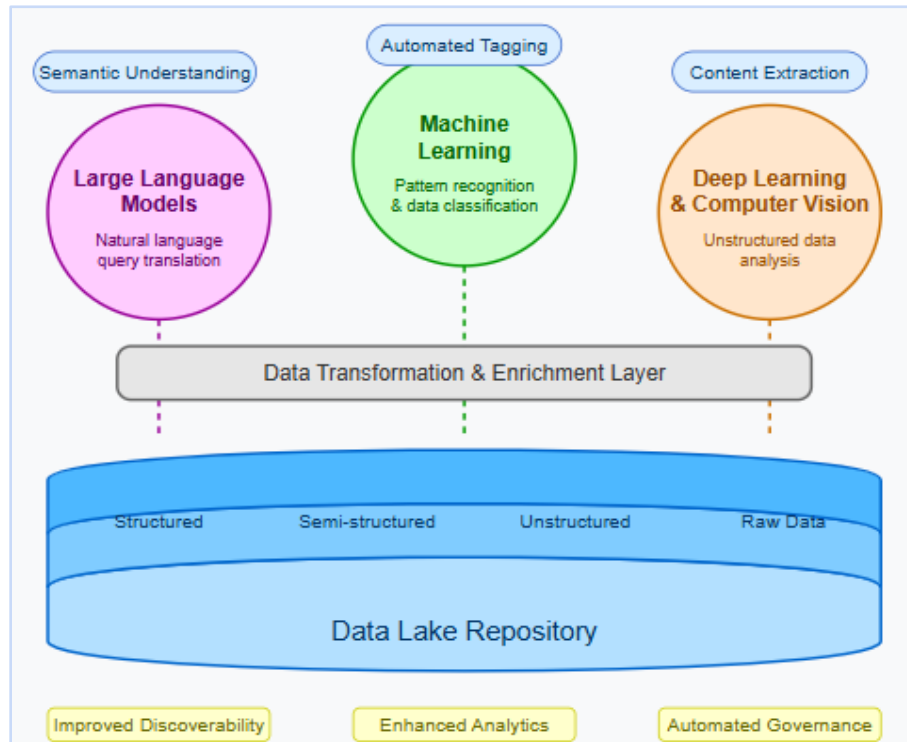 Automated Tagging
Semantic Understanding
Content Extraction
Machine
Learning
Pattern recognition
& data classification
Large Language
Models
Natural language
query translation
Deep Learning
& Computer Vision
Unstructured data
analysis
Data Transformation & Enrichment Layer
Structured
Semi-structured
Unstructured
Raw Data
Data Lake Repository
Improved Discoverability
Enhanced Analytics
Automated Governance